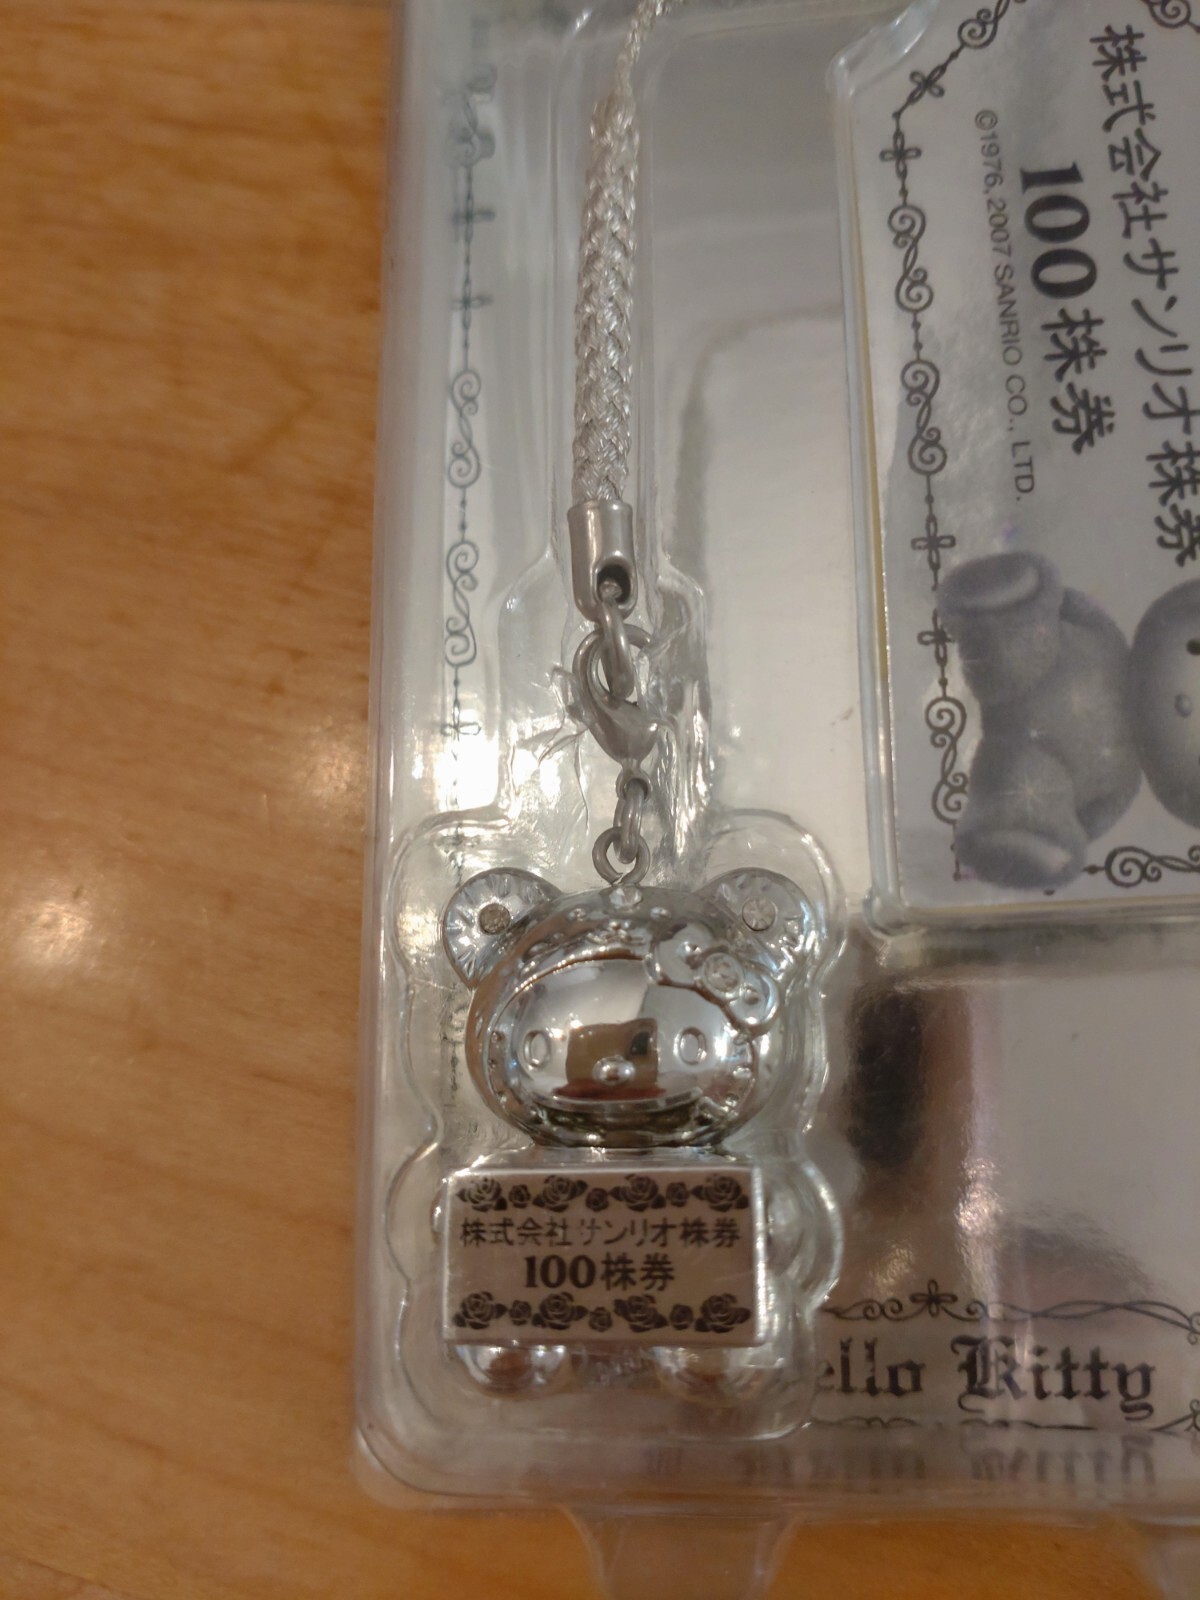 株式会社サンリオ株券
100株券
©1976, 2007 SANRIO CO., LTD.
株式会社サンリオ株券
100株券
ello Kitty